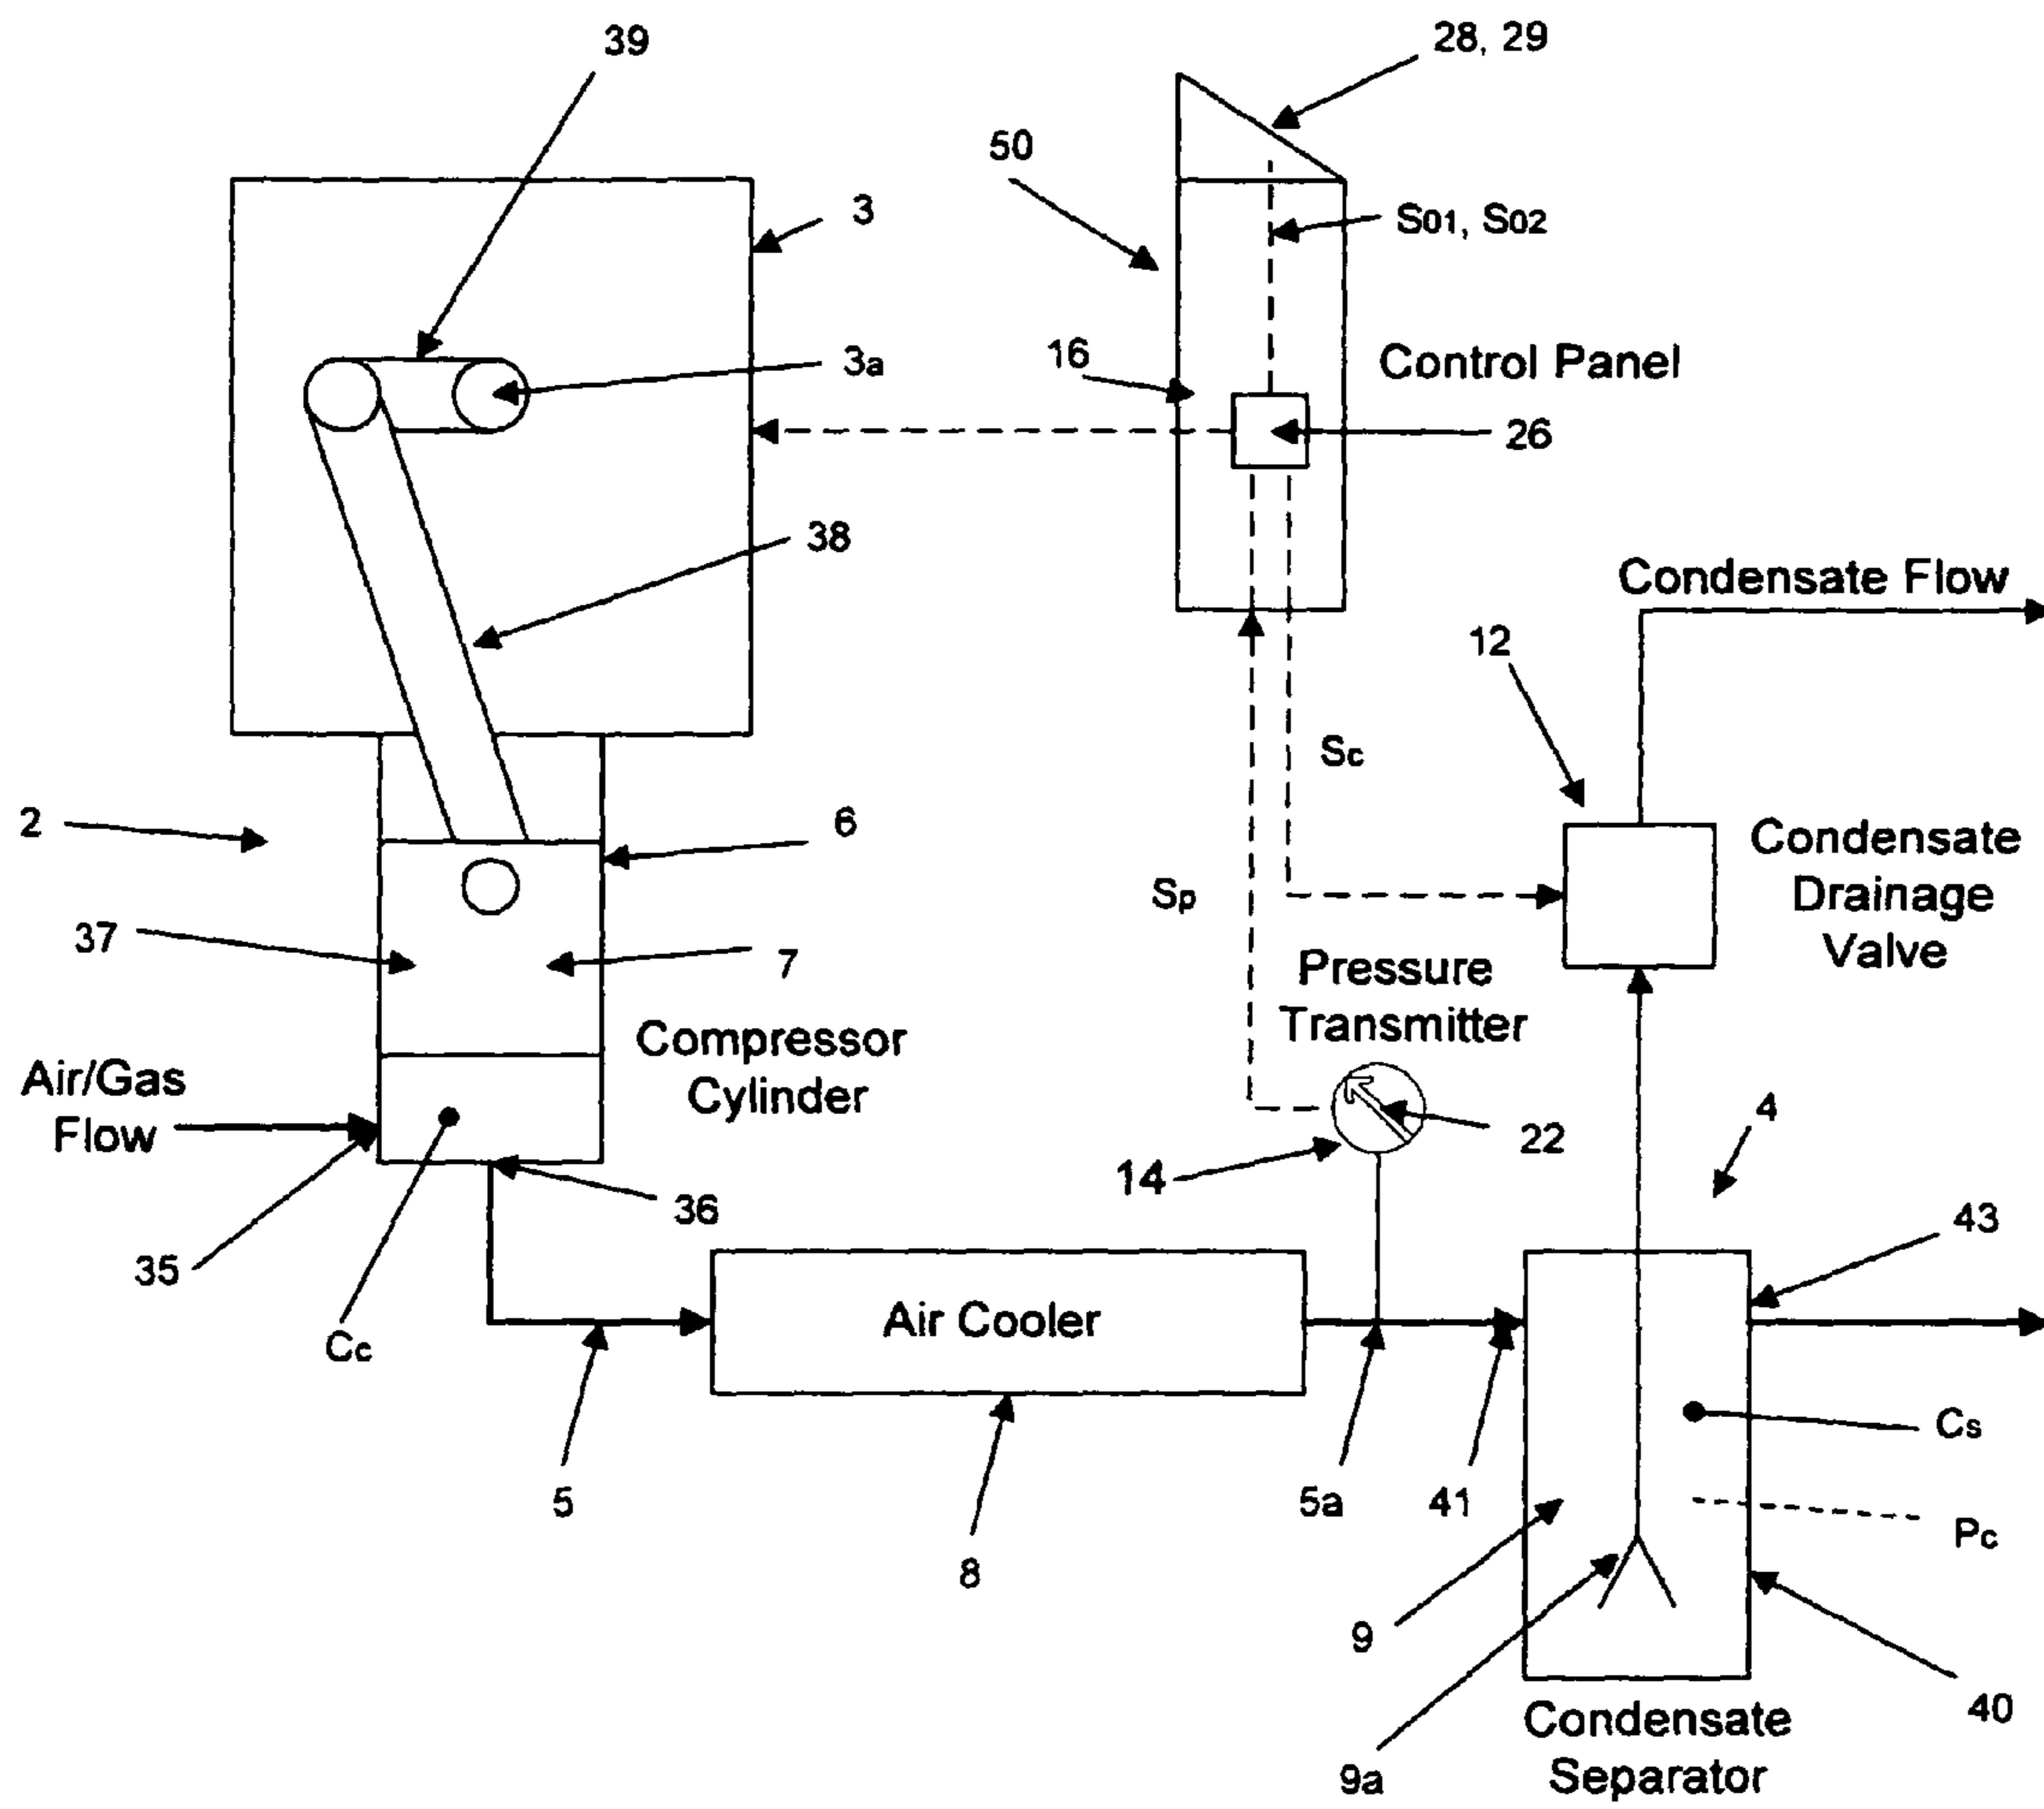 39
28, 29
50
3
S01, S02
16
3a
Control Panel
26
38
Condensate Flow
12
Sc
2
6
Condensate
Drainage
Valve
Sp
37
7
Pressure
Transmitter
Compressor
Cylinder
Air/Gas
Flow
22
4
14
36
43
35
Air Cooler
Cc
Cs
5
5a
41
Pc
8
9
40
Condensate
Separator
9a